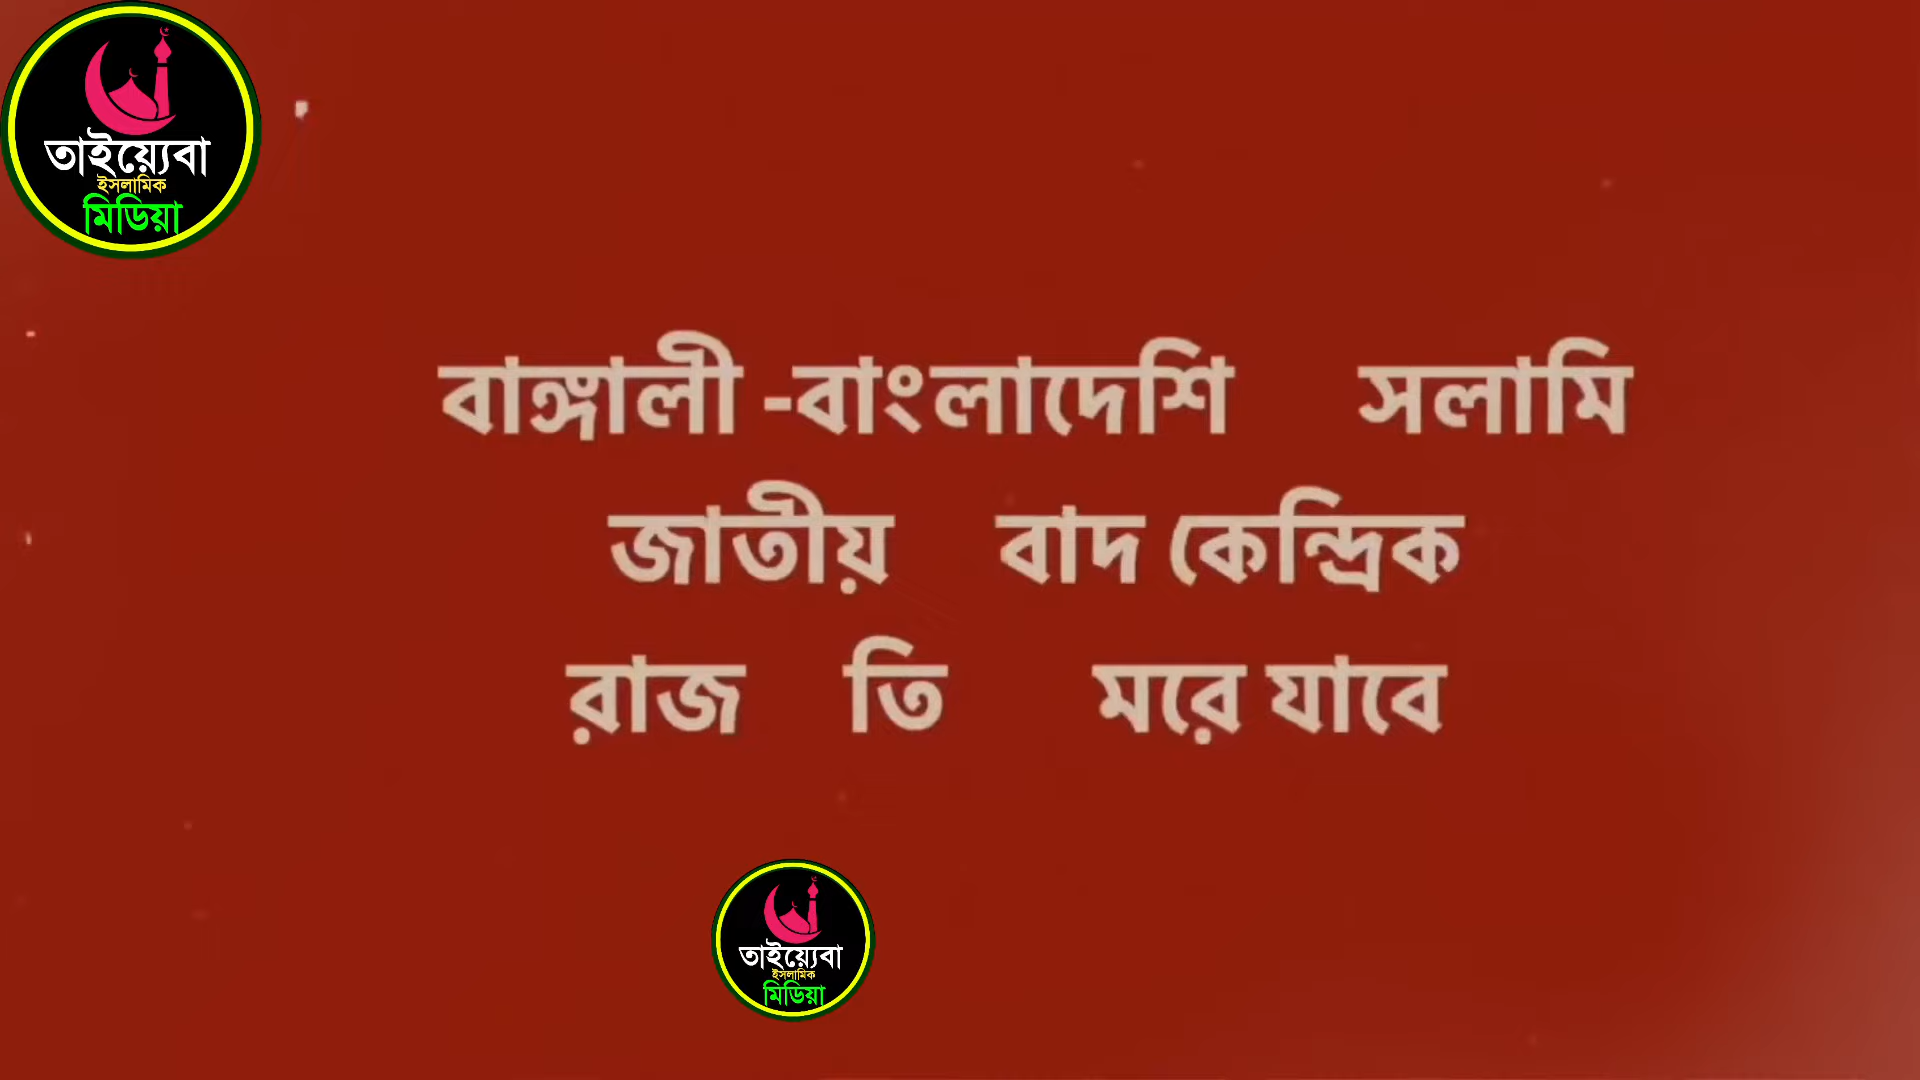 তাইয়্যেবা
ইসলামিক
মিডিয়া
বাঙ্গালী -বাংলাদেশি সলামি
জাতীয় বাদ কেন্দ্রিক
রাজ তি মরে যাবে
তাইয়্যেবা
ইসলামিক
মিডিয়া